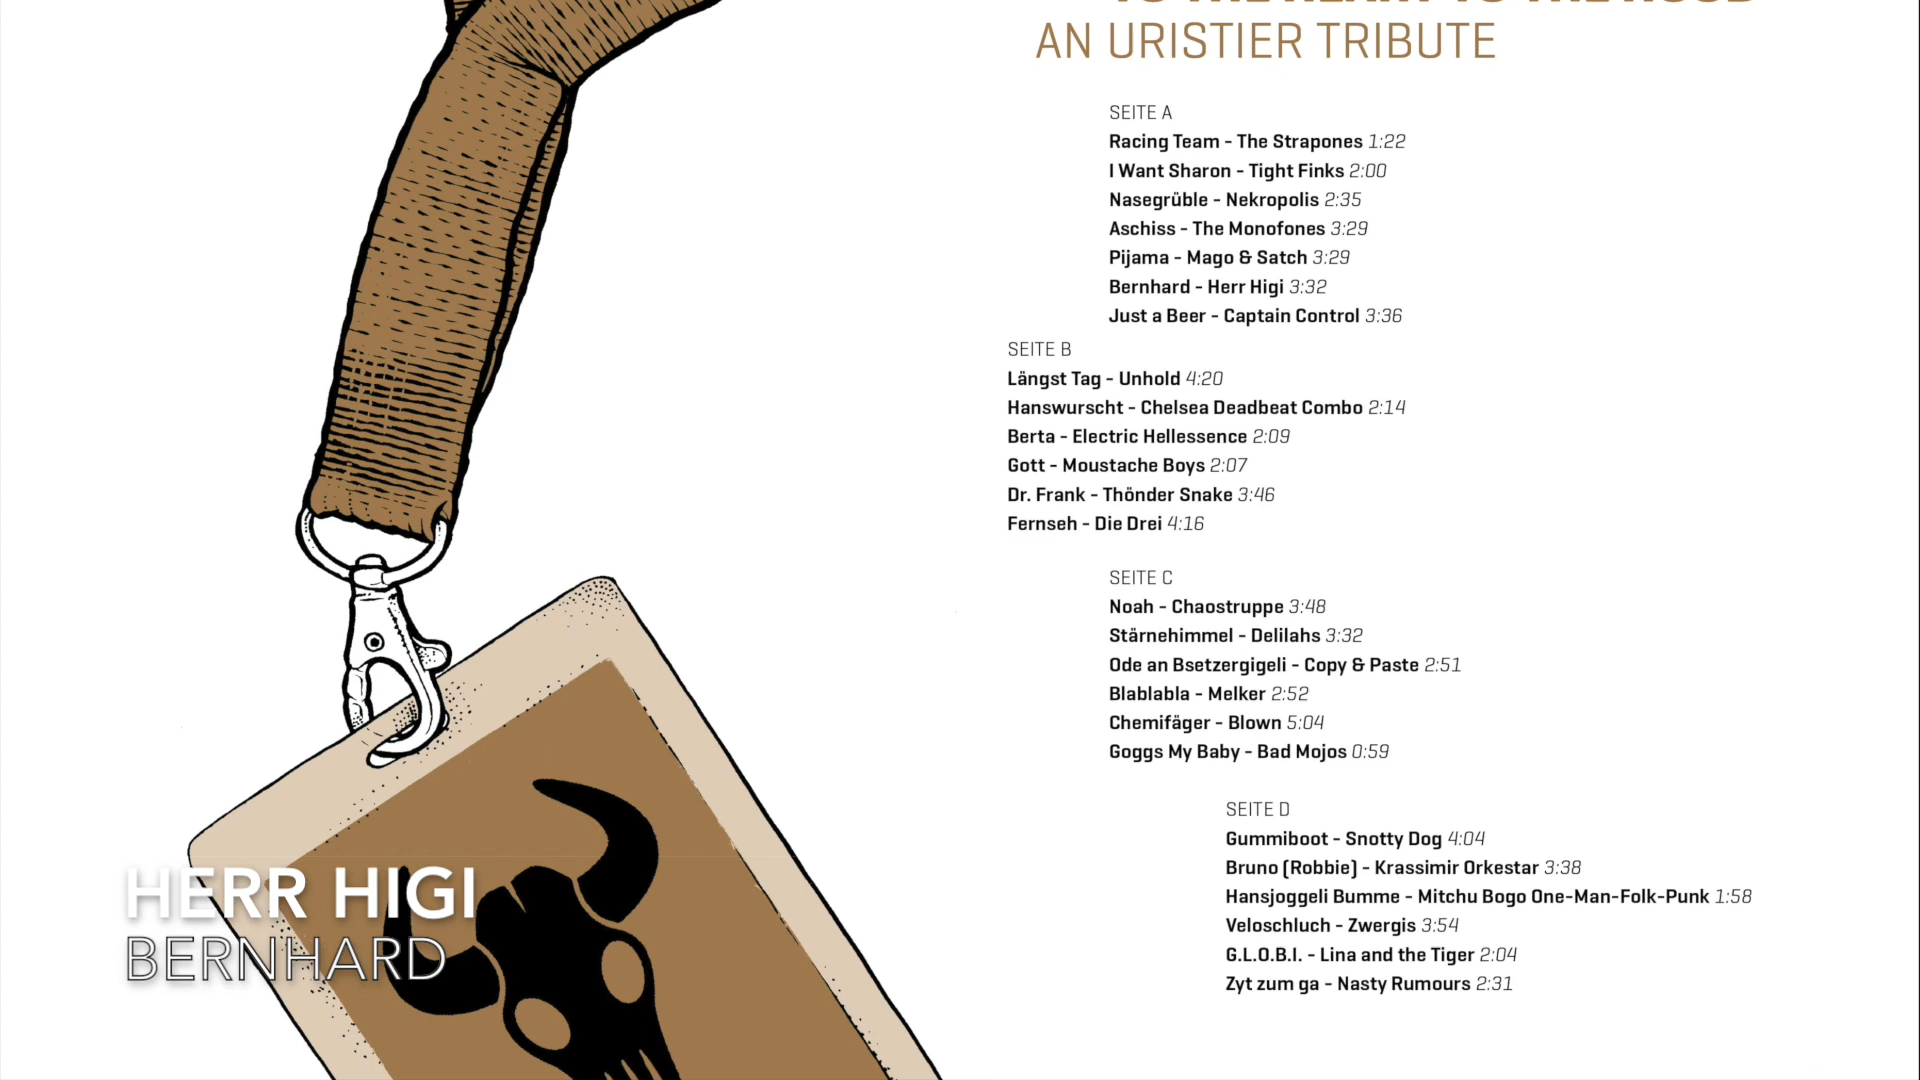 TO THE HEART TO THE HOOD
AN URISTIER TRIBUTE
SEITE A
Racing Team - The Strapones 1:22
I Want Sharon - Tight Finks 2:00
Nasegrüble - Nekropolis 2:35
Aschiss - The Monofones 3:29
Pijama - Mago & Satch 3:29
Bernhard - Herr Higi 3:32
Just a Beer - Captain Control 3:36
SEITE B
Längst Tag - Unhold 4:20
Hanswurscht - Chelsea Deadbeat Combo 2:14
Berta - Electric Hellessence 2:09
Gott - Moustache Boys 2:07
Dr. Frank - Thönder Snake 3:46
Fernseh - Die Drei 4:16
SEITE C
Noah - Chaostruppe 3:48
Stärnehimmel - Delilahs 3:32
Ode an Bsetzergigeli - Copy & Paste 2:51
Blablabla - Melker 2:52
Chemifäger - Blown 5:04
Goggs My Baby - Bad Mojos 0:59
SEITE D
Gummiboot - Snotty Dog 4:04
Bruno (Robbie) - Krassimir Orkestar 3:38
Hansjoggeli Bumme - Mitchu Bogo One-Man-Folk-Punk 1:58
Veloschluch - Zwergis 3:54
G.L.O.B.I. - Lina and the Tiger 2:04
Zyt zum ga - Nasty Rumours 2:31
HERR HIGI
BERNHARD